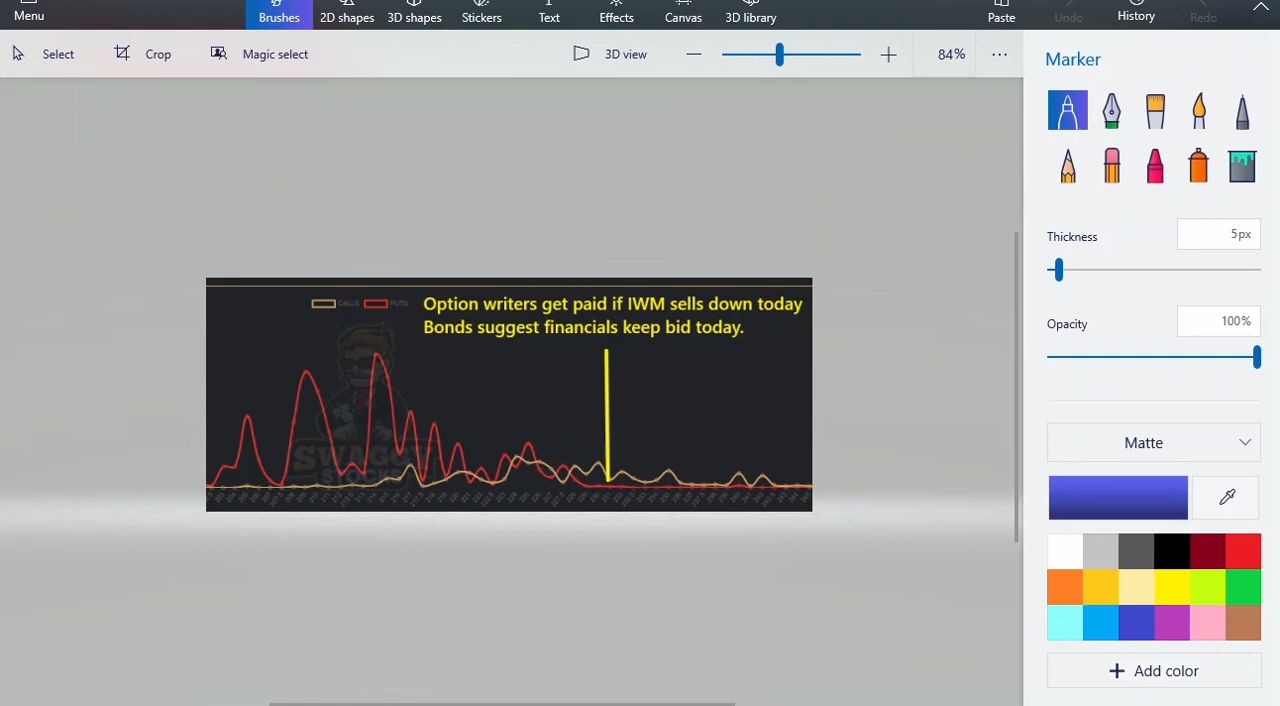 Menu
Brushes
2D shapes
3D shapes
Stickers
Text
Effects
Canvas
3D library
Paste
Undo
History
Redo
Select
Crop
Magic select
3D view
84%
Marker
Thickness
5px
Opacity
100%
Matte
Add color
CALLS
PUTS
Option writers get paid if IWM sells down today
Bonds suggest financials keep bid today.
SWAGGY